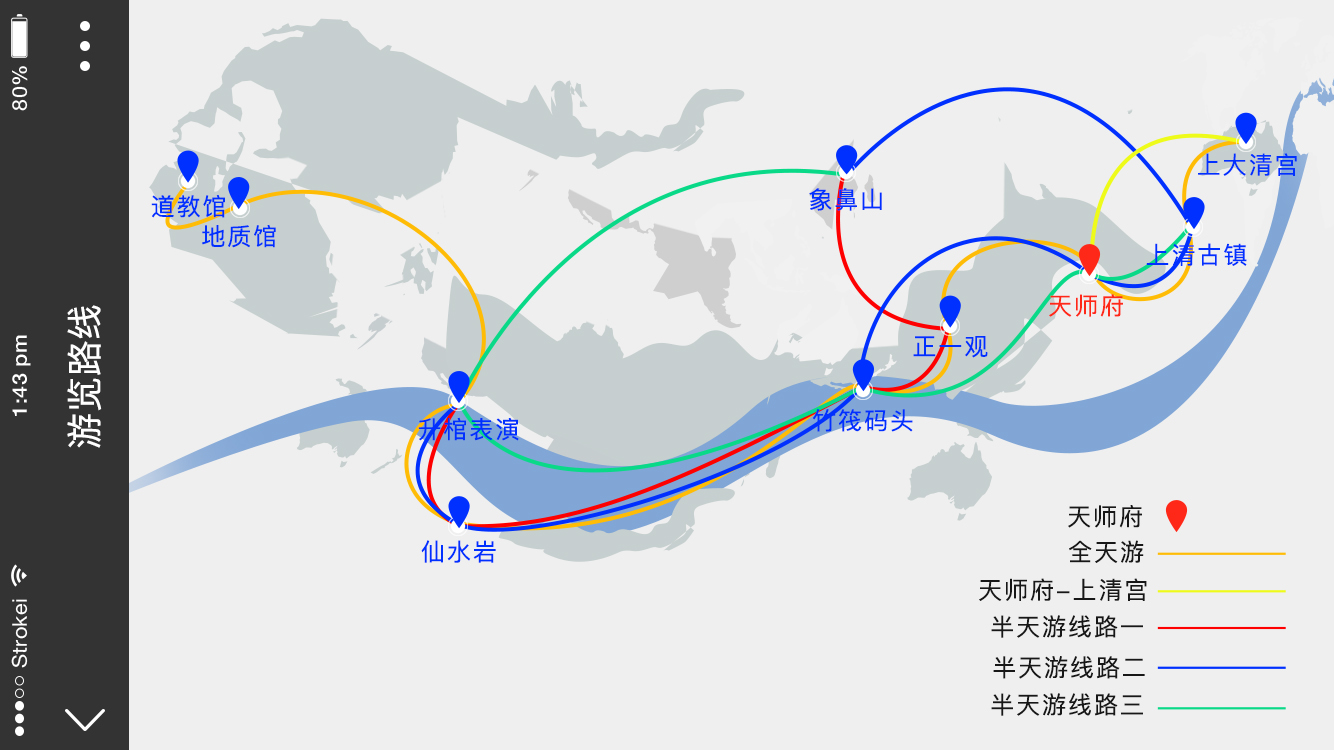 ●●●○○ Strokei
1:43 pm
80%
游览路线
道教馆
地质馆
象鼻山
上大清宫
上清古镇
天师府
正一观
竹筏码头
升棺表演
仙水岩
天师府
全天游
天师府–上清宫
半天游线路一
半天游线路二
半天游线路三